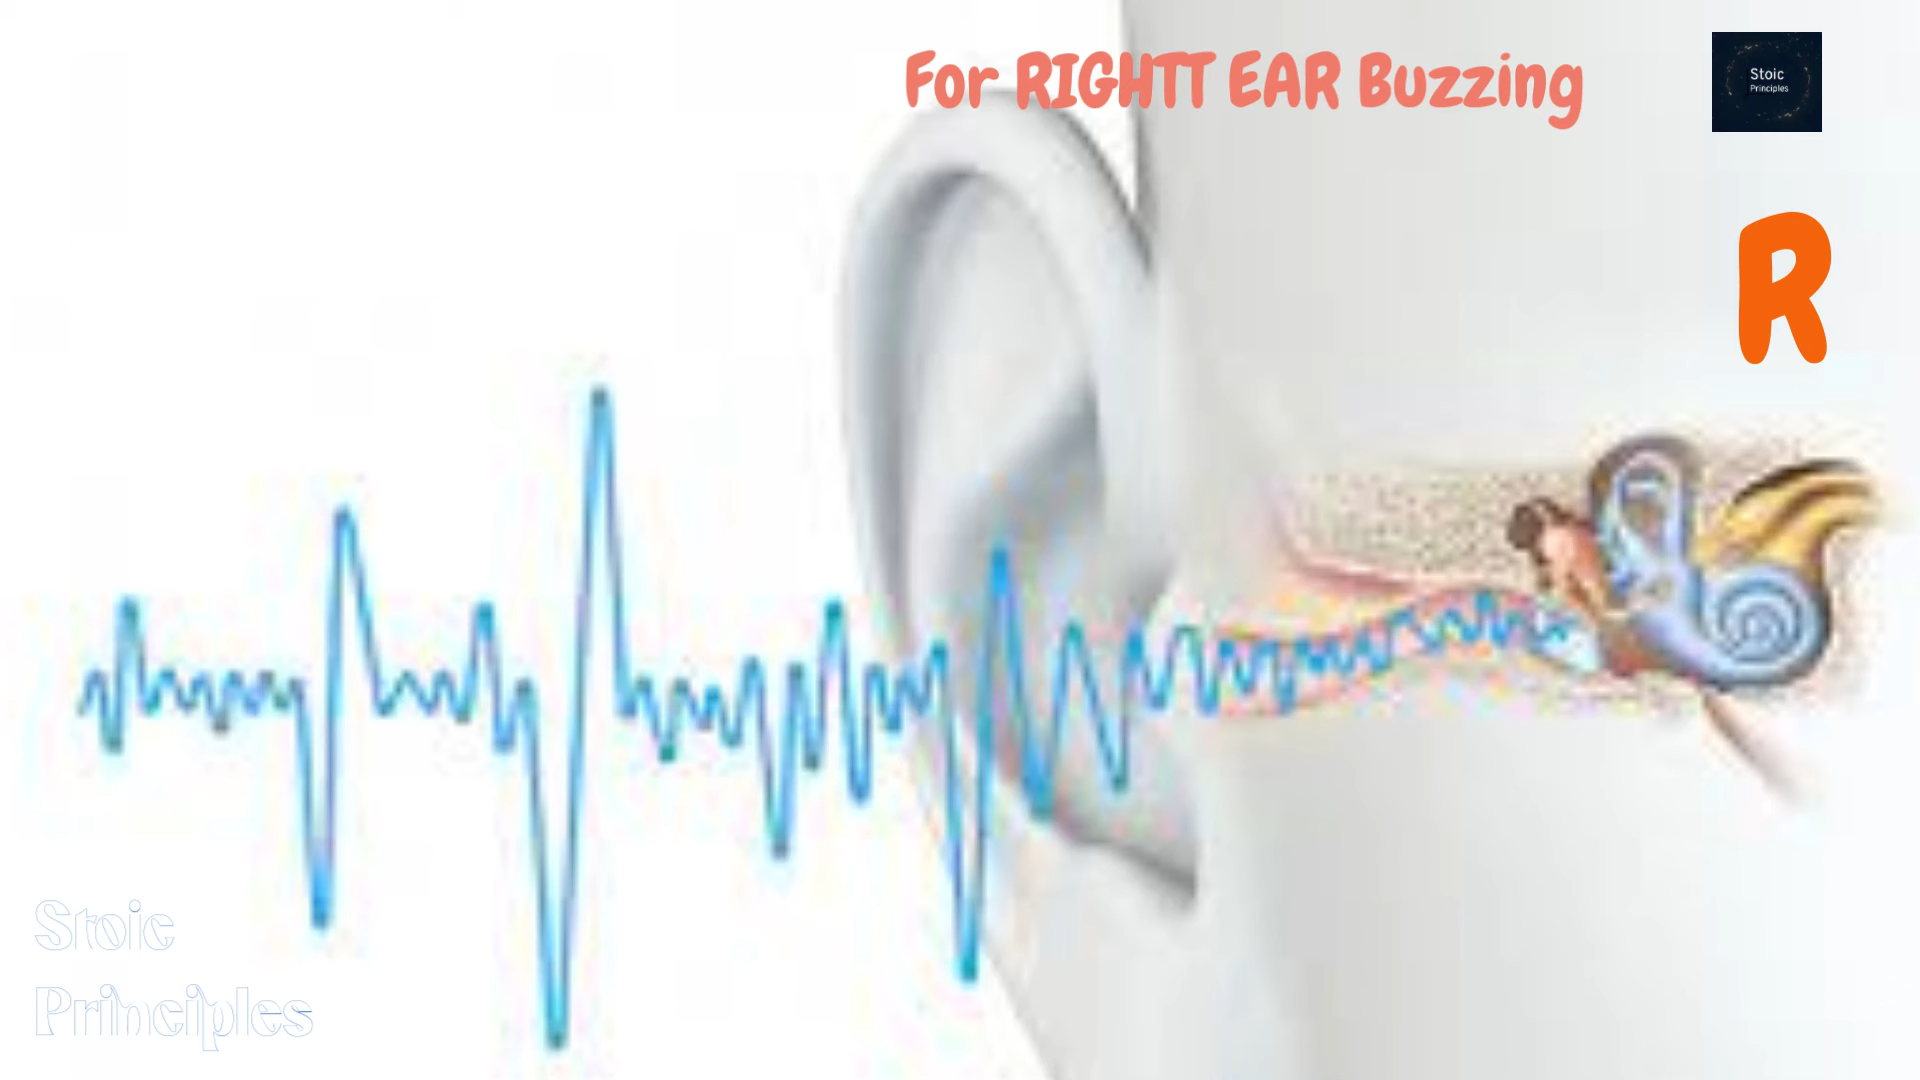 For RIGHTT EAR Buzzing
Stoic
Principles
R
Stoic
Principles